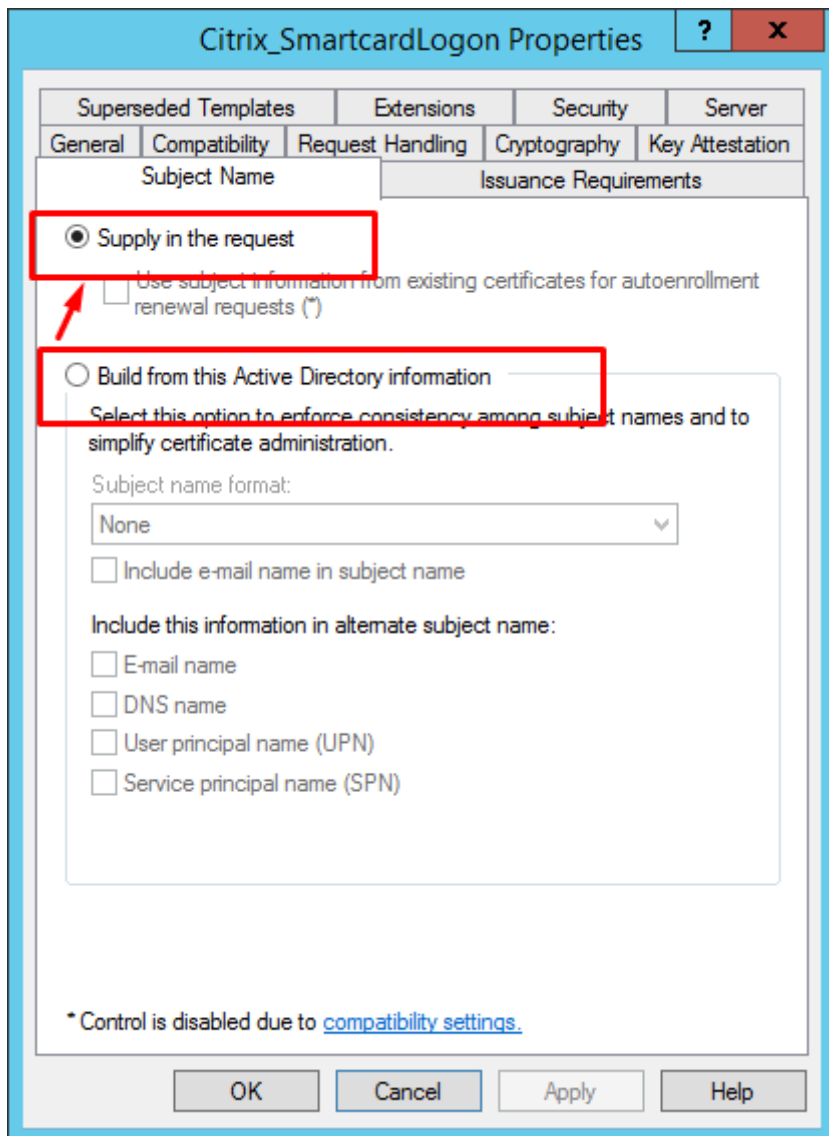 Citrix_SmartcardLogon Properties
?
x
Superseded Templates
Extensions
Security
Server
General
Compatibility
Request Handling
Cryptography
Key Attestation
Subject Name
Issuance Requirements
Supply in the request
Use subject information from existing certificates for autoenrollment
renewal requests (*)
Build from this Active Directory information
Select this option to enforce consistency among subject names and to
simplify certificate administration.
Subject name format:
None
Include e-mail name in subject name
Include this information in alternate subject name:
E-mail name
DNS name
User principal name (UPN)
Service principal name (SPN)
* Control is disabled due to compatibility settings.
OK
Cancel
Apply
Help